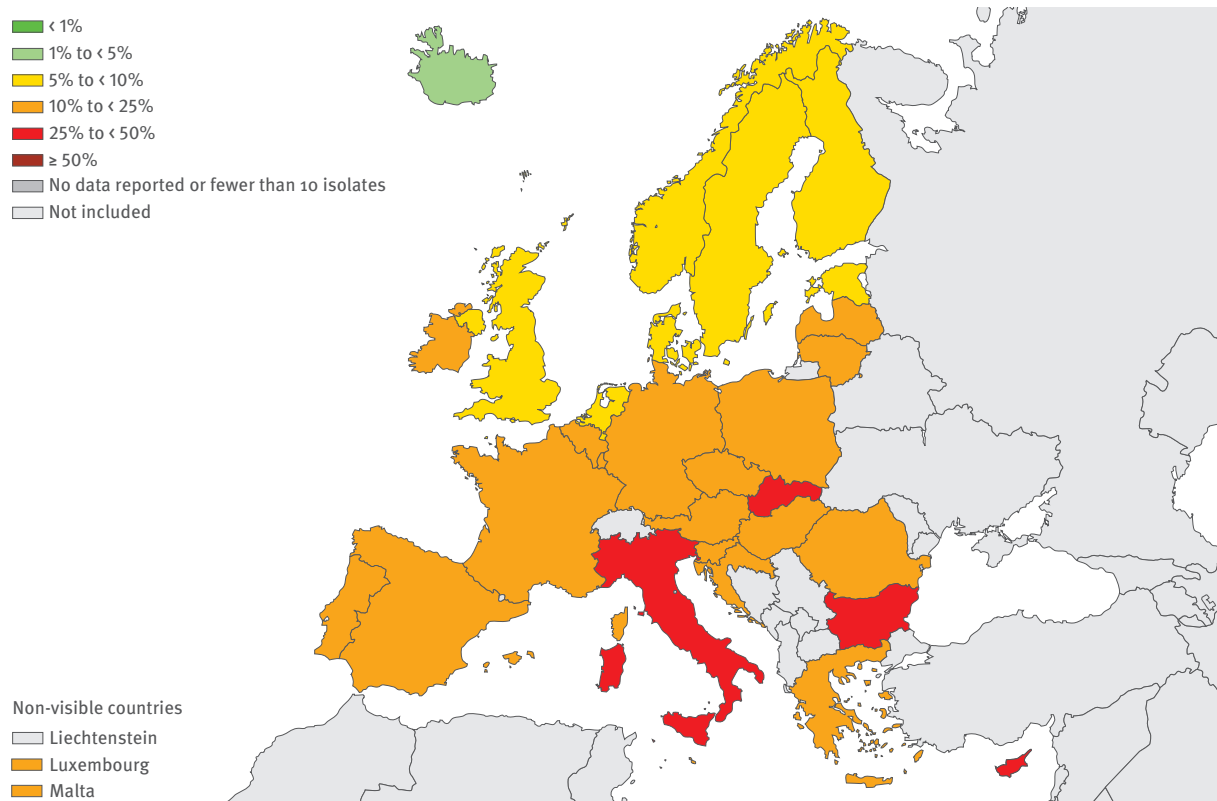 < 1%
1% to < 5%
5% to < 10%
10% to < 25%
25% to < 50%
≥ 50%
No data reported or fewer than 10 isolates
Not included
Non-visible countries
Liechtenstein
Luxembourg
Malta